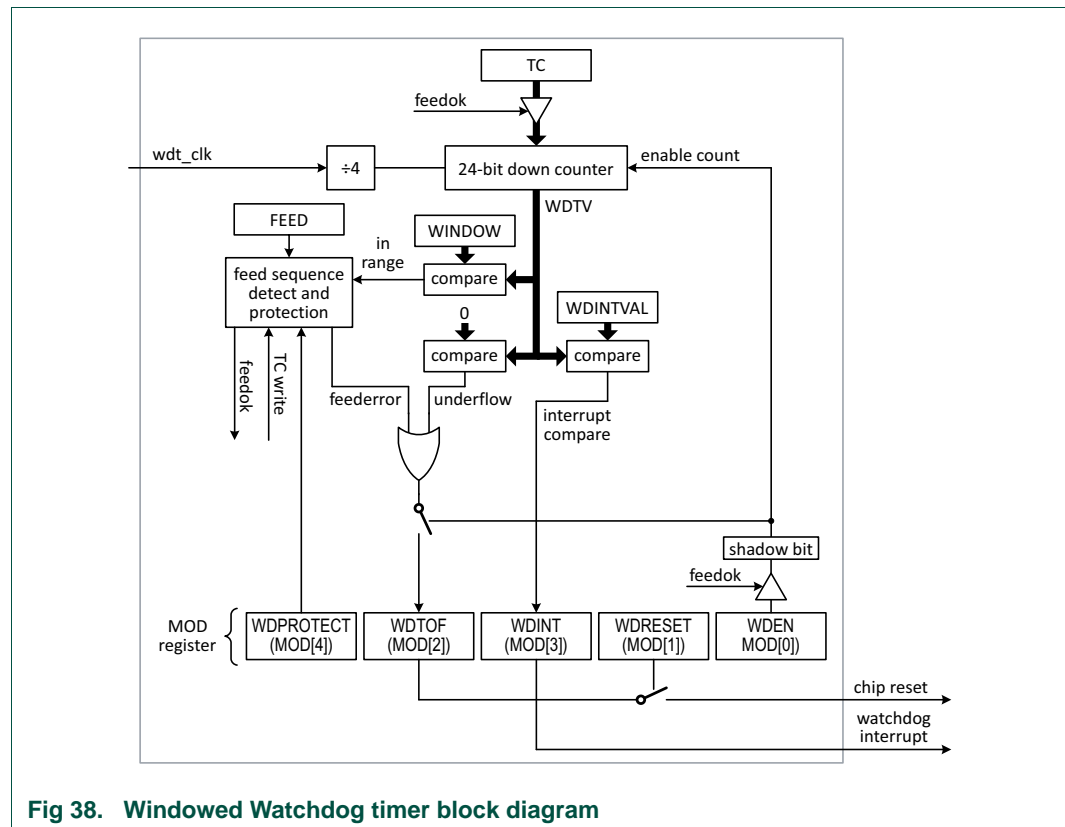 TC
feedok
wdt_clk
÷4
24-bit down counter
enable count
WDTV
FEED
WINDOW
in
range
compare
feed sequence
detect and
protection
WDINTVAL
0
compare
compare
feedok
TC write
feederror
underflow
interrupt
compare
shadow bit
feedok
MOD
register
WDPROTECT
(MOD[4])
WDTOF
(MOD[2])
WDINT
(MOD[3])
WDRESET
(MOD[1])
WDEN
MOD[0])
chip reset
watchdog
interrupt
Fig 38. Windowed Watchdog timer block diagram